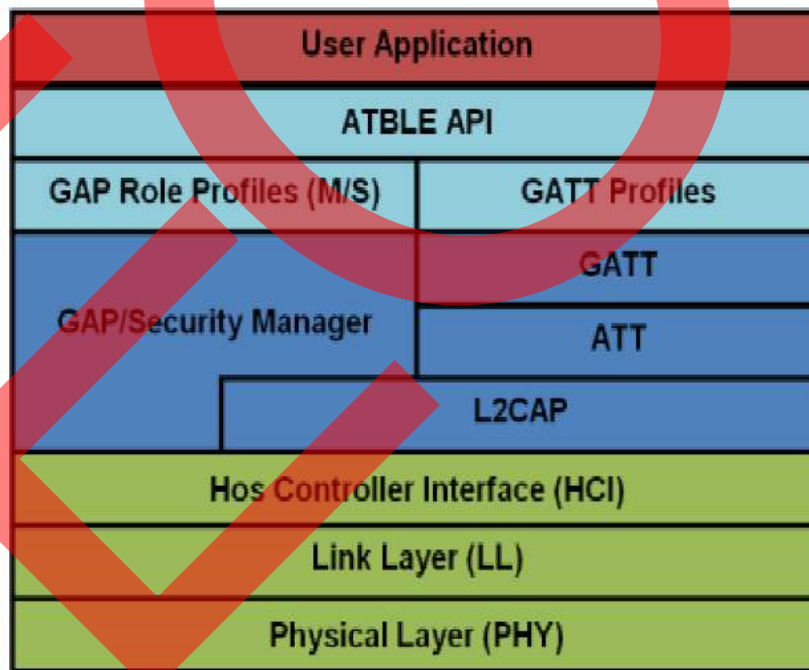 User Application
ATBLE API
GAP Role Profiles (M/S)
GATT Profiles
GATT
GAP/Security Manager
ATT
L2CAP
Hos Controller Interface (HCI)
Link Layer (LL)
Physical Layer (PHY)